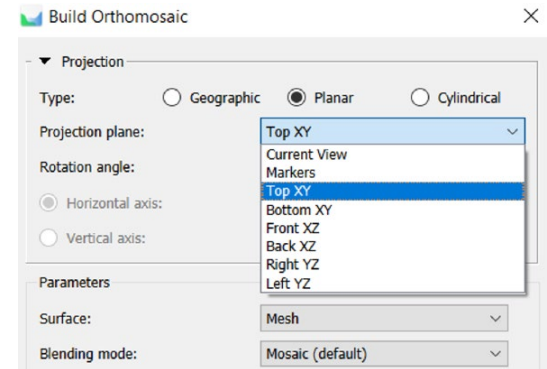 Build Orthomosaic
Projection
Type: Geographic Planar Cylindrical
Projection plane: Top XY
Current View
Markers
Rotation angle:
Top XY
Bottom XY
Horizontal axis:
Front XZ
Back XZ
Vertical axis:
Right YZ
Left YZ
Parameters
Surface: Mesh
Blending mode: Mosaic (default)